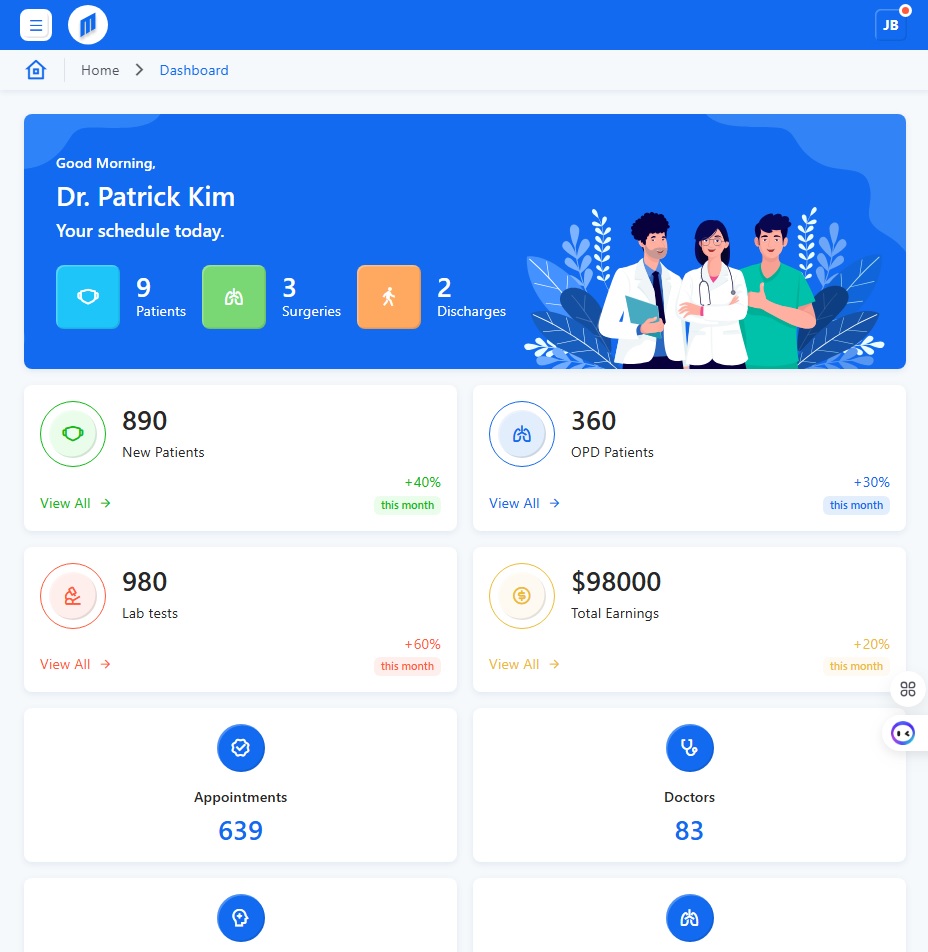 JB
Home
Dashboard
Good Morning,
Dr. Patrick Kim
Your schedule today.
9
Patients
3
Surgeries
2
Discharges
890
New Patients
View All
+40%
this month
360
OPD Patients
View All
+30%
this month
980
Lab tests
View All
+60%
this month
$98000
Total Earnings
View All
+20%
this month
Appointments
639
Doctors
83